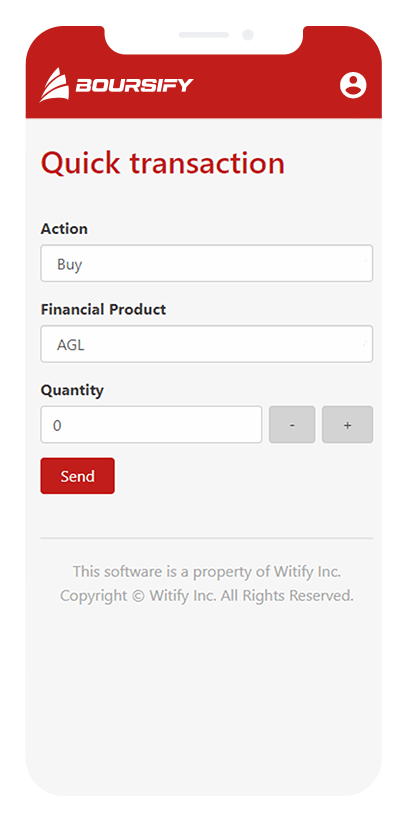 BOURSIFY
Quick transaction
Action
Buy
Financial Product
AGL
Quantity
0 - +
Send
This software is a property of Witify Inc.
Copyright © Witify Inc. All Rights Reserved.